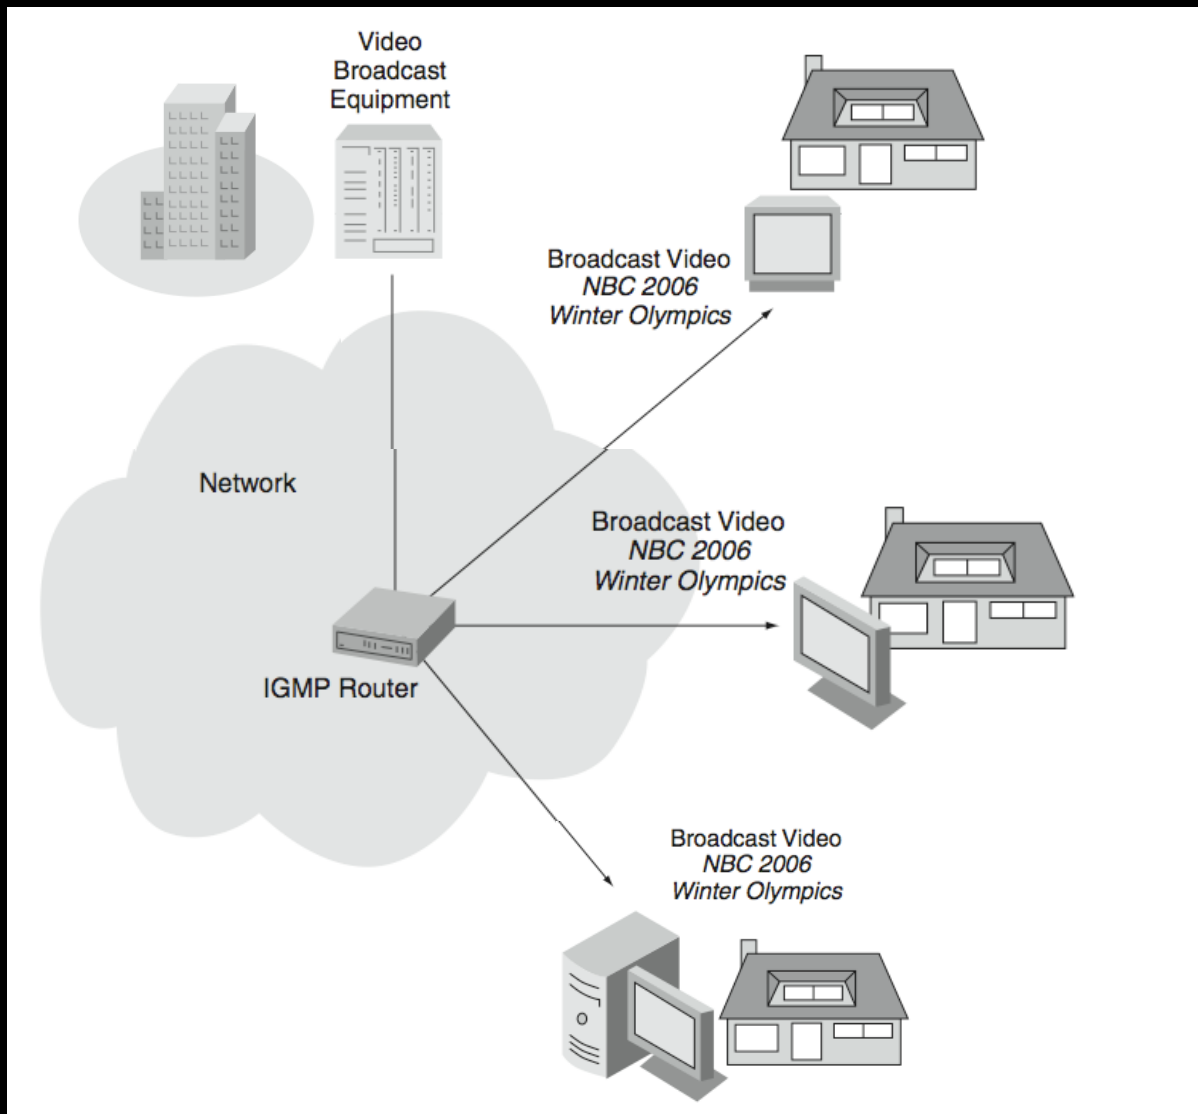 Video
Broadcast
Equipment
Broadcast Video
NBC 2006
Winter Olympics
Network
Broadcast Video
NBC 2006
Winter Olympics
IGMP Router
Broadcast Video
NBC 2006
Winter Olympics